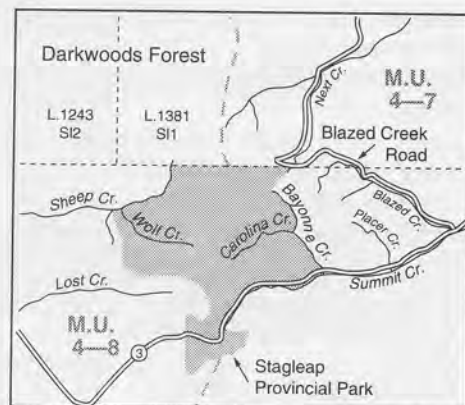 Darkwoods Forest
L.1243
SI2
L.1381
SI1
Next Cr.
M.U.
4—7
Blazed Creek
Road
Sheep Cr.
Wolf Cr.
Carolina Cr.
Bayonne Cr.
Placer Cr.
Blazed Cr.
Lost Cr.
Summit Cr.
M.U.
4—8
3
Stagleap
Provincial Park